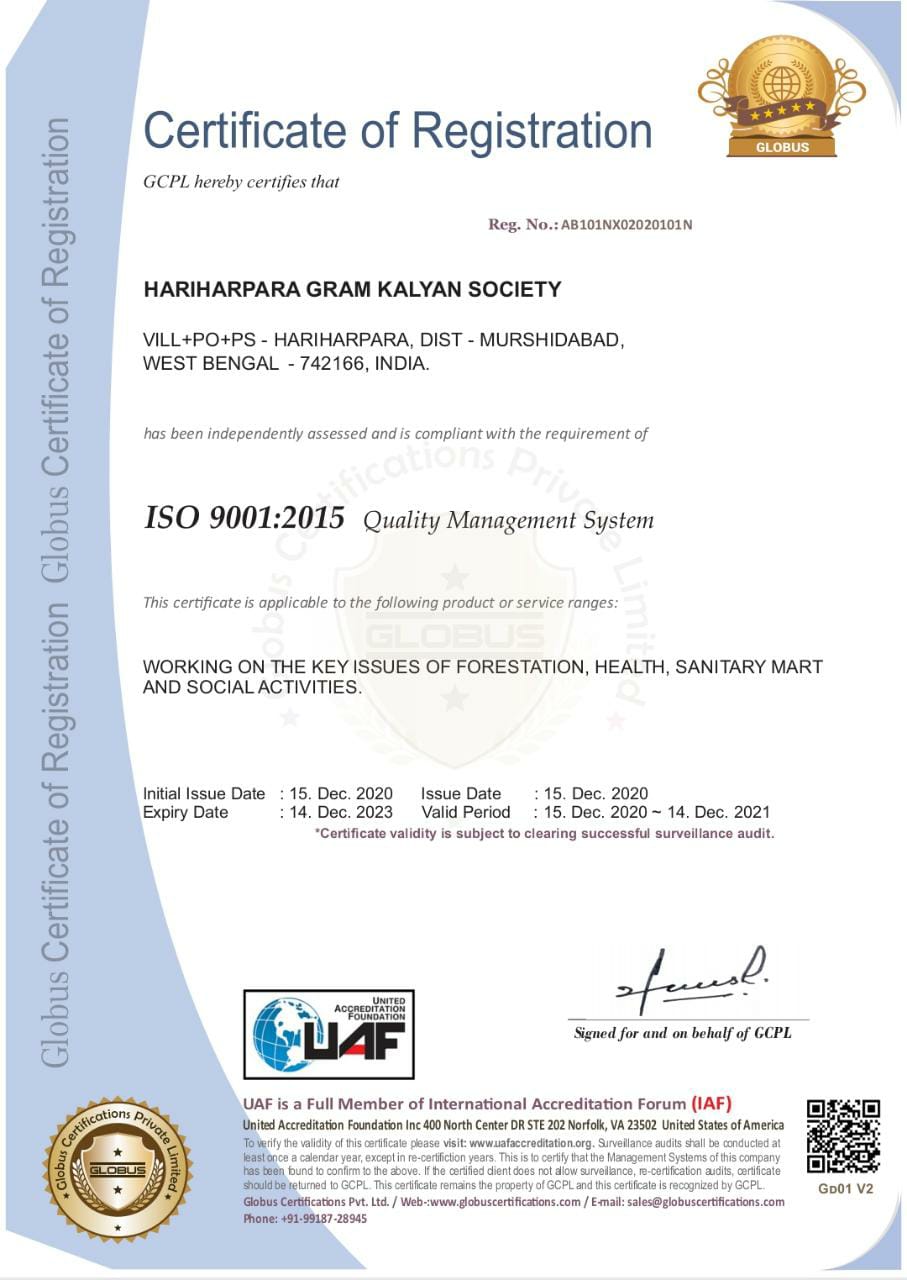 Globus Certificate of Registration Globus Certificate of Registration
Certificate of Registration
GLOBUS
GCPL hereby certifies that
Reg. No.: AB101NX02020101N
HARIHARPARA GRAM KALYAN SOCIETY
VILL+PO+PS - HARIHARPARA, DIST - MURSHIDABAD,
WEST BENGAL - 742166, INDIA.
has been independently assessed and is compliant with the requirement of
Globus Certifications Private Limited
ISO 9001:2015 Quality Management System
This certificate is applicable to the following product or service ranges:
GLOBUS
WORKING ON THE KEY ISSUES OF FORESTATION, HEALTH, SANITARY MART
AND SOCIAL ACTIVITIES.
Initial Issue Date : 15. Dec. 2020 Issue Date : 15. Dec. 2020
Expiry Date : 14. Dec. 2023 Valid Period : 15. Dec. 2020 ~ 14. Dec. 2021
*Certificate validity is subject to clearing successful surveillance audit.
UNITED
ACCREDITATION
FOUNDATION
UAF
Signed for and on behalf of GCPL
UAF is a Full Member of International Accreditation Forum (IAF)
United Accreditation Foundation Inc 400 North Center DR STE 202 Norfolk, VA 23502 United States of America
To verify the validity of this certificate please visit: www.uafaccreditation.org. Surveillance audits shall be conducted at
least once a calendar year, except in re-certifiction years. This is to certify that the Management Systems of this company
has been found to confirm to the above. If the certified client does not allow surveillance, re-certification audits, certificate
should be returned to GCPL. This certificate remains the property of GCPL and this certificate is recognized by GCPL.
Globus Certifications Pvt. Ltd. / Web-:www.globuscertifications.com / E-mail: sales@globuscertifications.com
Phone: +91-99187-28945
Globus Certifications Private Limited
GLOBUS
GD01 V2